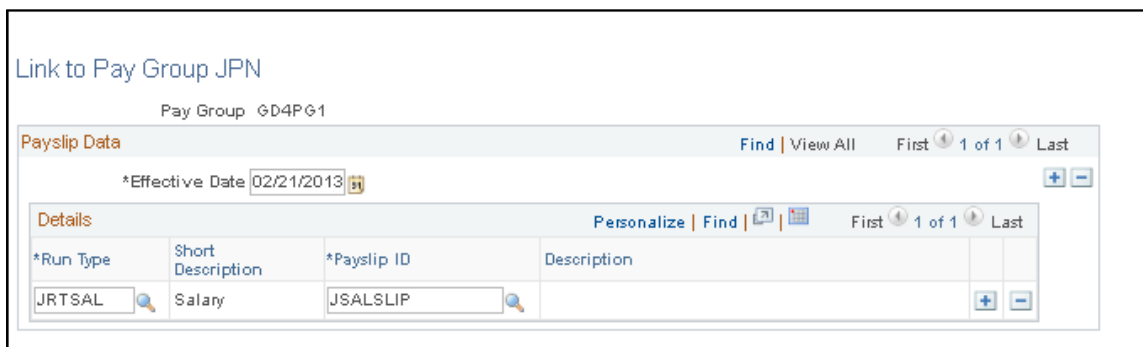 Link to Pay Group JPN
Pay Group GD4PG1
Payslip Data Find | View All First 1 of 1 Last
*Effective Date 02/21/2013
Details Personalize | Find | | First 1 of 1 Last
*Run Type Short Description *Payslip ID Description
JRTSAL Salary JSALSLIP